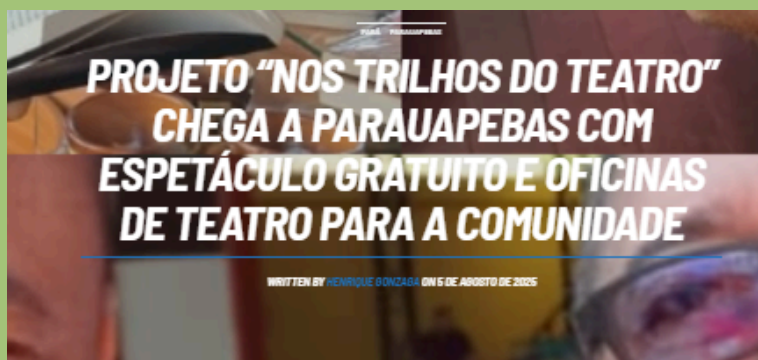 PARÁ PARAUAPEBAS
PROJETO “NOS TRILHOS DO TEATRO”
CHEGA A PARAUAPEBAS COM
ESPETÁCULO GRATUITO E OFICINAS
DE TEATRO PARA A COMUNIDADE
WRITTEN BY HENRIQUE GONZAGA ON 5 DE AGOSTO DE 2025